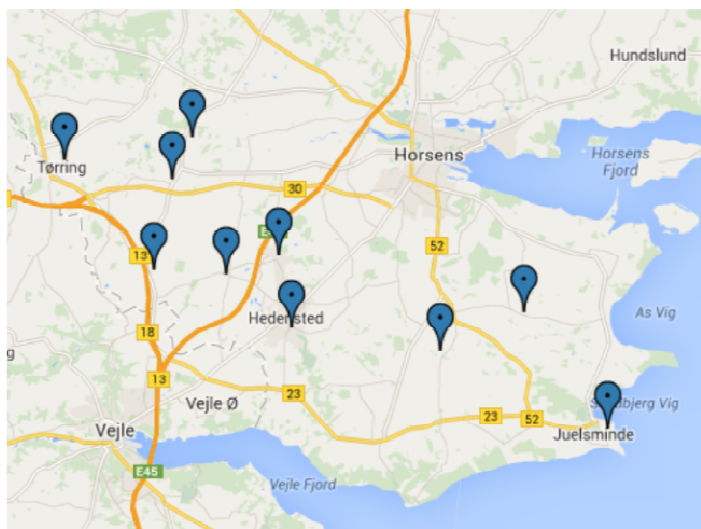 Hundslund
Horsens
Horsens
Fjord
Tørring
30
52
13
Hedensted
As Vig
18
13
23
Vejle Ø
23
52
Vejle
Juelsminde
E45
Vejle Fjord